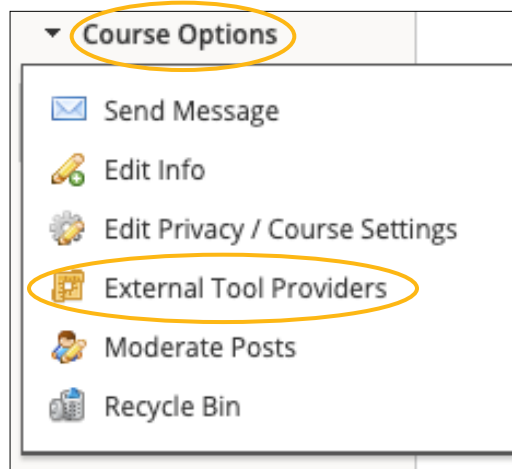 Course Options
Send Message
Edit Info
Edit Privacy / Course Settings
External Tool Providers
Moderate Posts
Recycle Bin